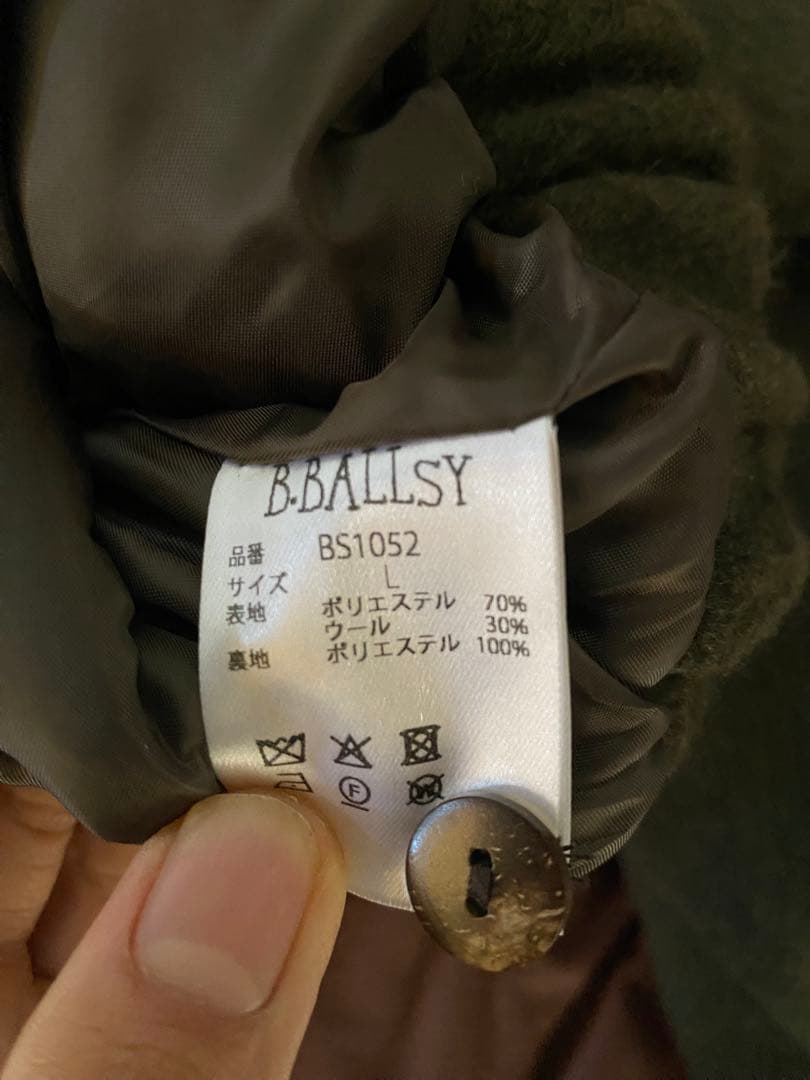 B.BALLSY
品番 BS1052
サイズ L
表地 ポリエステル 70%
ウール 30%
裏地 ポリエステル 100%
F
W